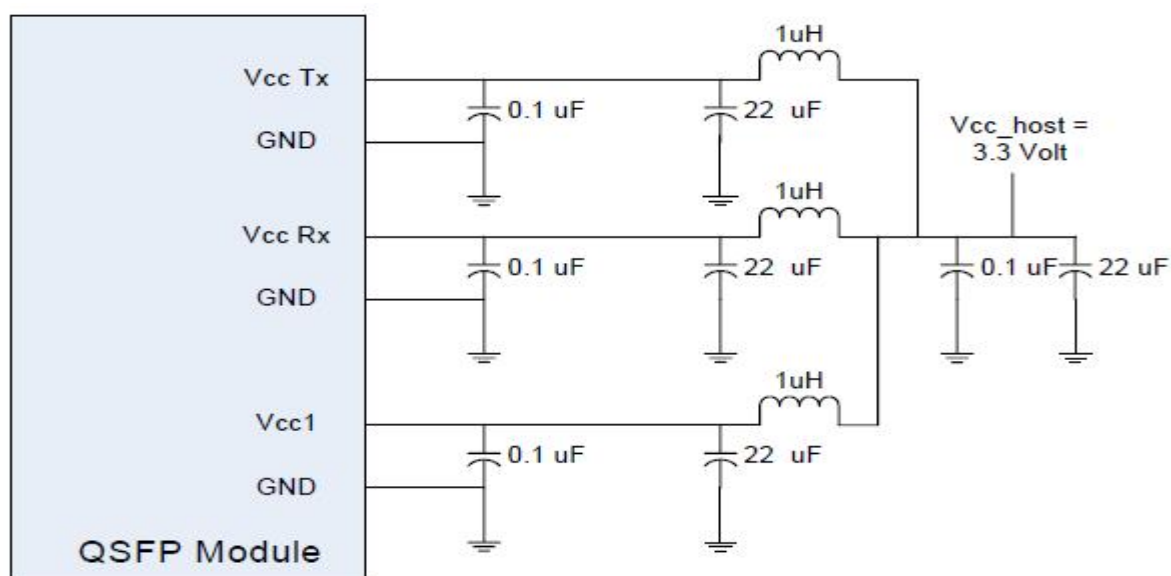 1uH
Vcc Tx
0.1 uF
22 uF
GND
Vcc_host =
3.3 Volt
1uH
Vcc Rx
0.1 uF
22 uF
0.1 uF
22 uF
GND
1uH
Vcc1
0.1 uF
22 uF
GND
QSFP Module